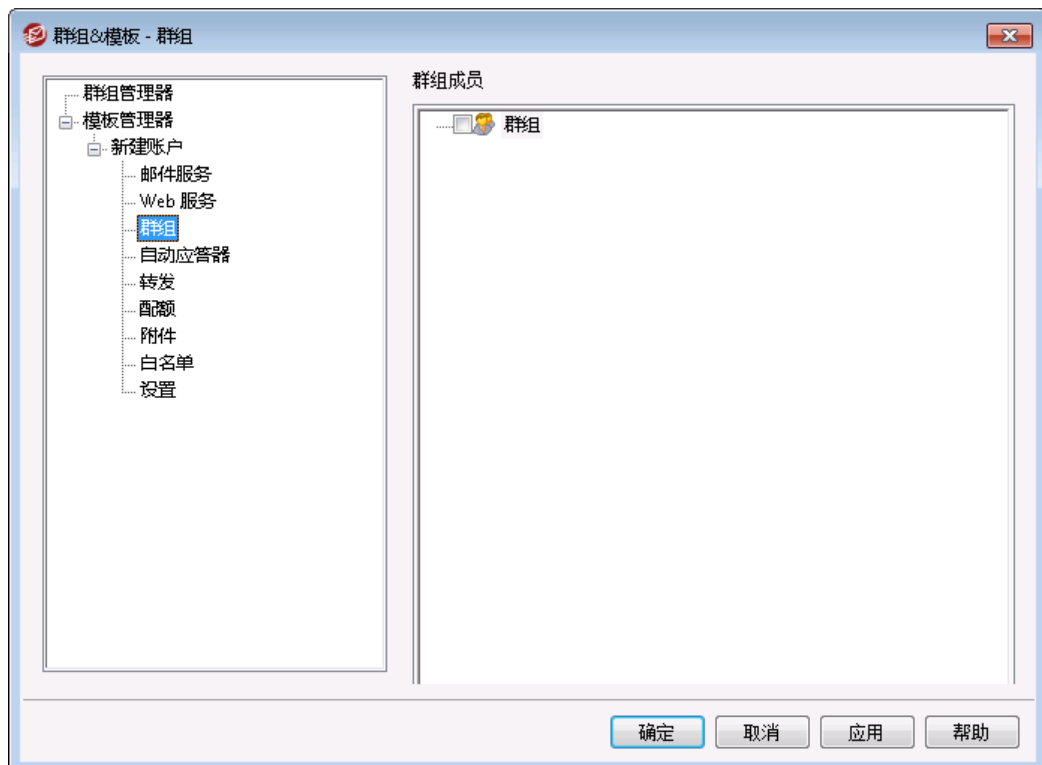 群组&模板 - 群组
群组管理器
模板管理器
新建账户
邮件服务
Web 服务
群组
自动应答器
转发
配额
附件
白名单
设置
群组成员
群组
确定
取消
应用
帮助